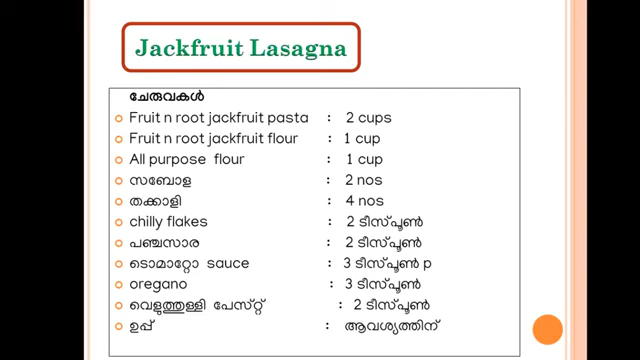 Jackfruit Lasagna
ചേരുവകൾ
Fruit n root jackfruit pasta : 2 cups
Fruit n root jackfruit flour : 1 cup
All purpose flour : 1 cup
സബോള : 2 nos
തക്കാളി : 4 nos
chilly flakes : 2 ടീസ്പൂൺ
പഞ്ചസാര : 2 ടീസ്പൂൺ
ടൊമാറ്റോ sauce : 3 ടീസ്പൂൺ p
oregano : 3 ടീസ്പൂൺ
വെളുത്തുള്ളി പേസ്റ്റ് : 2 ടീസ്പൂൺ
ഉപ്പ് : ആവശ്യത്തിന്